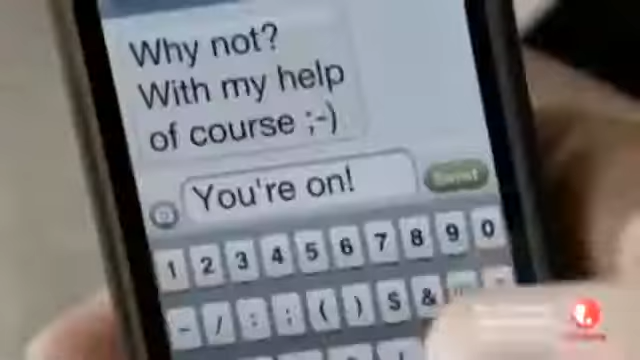 Why not?
With my help
of course ;-)
You're on!
Send
1 2 3 4 5 6 7 8 9 0
- / : ; ( ) $ &